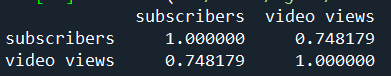 subscribers video views
subscribers 1.000000 0.748179
video views 0.748179 1.000000